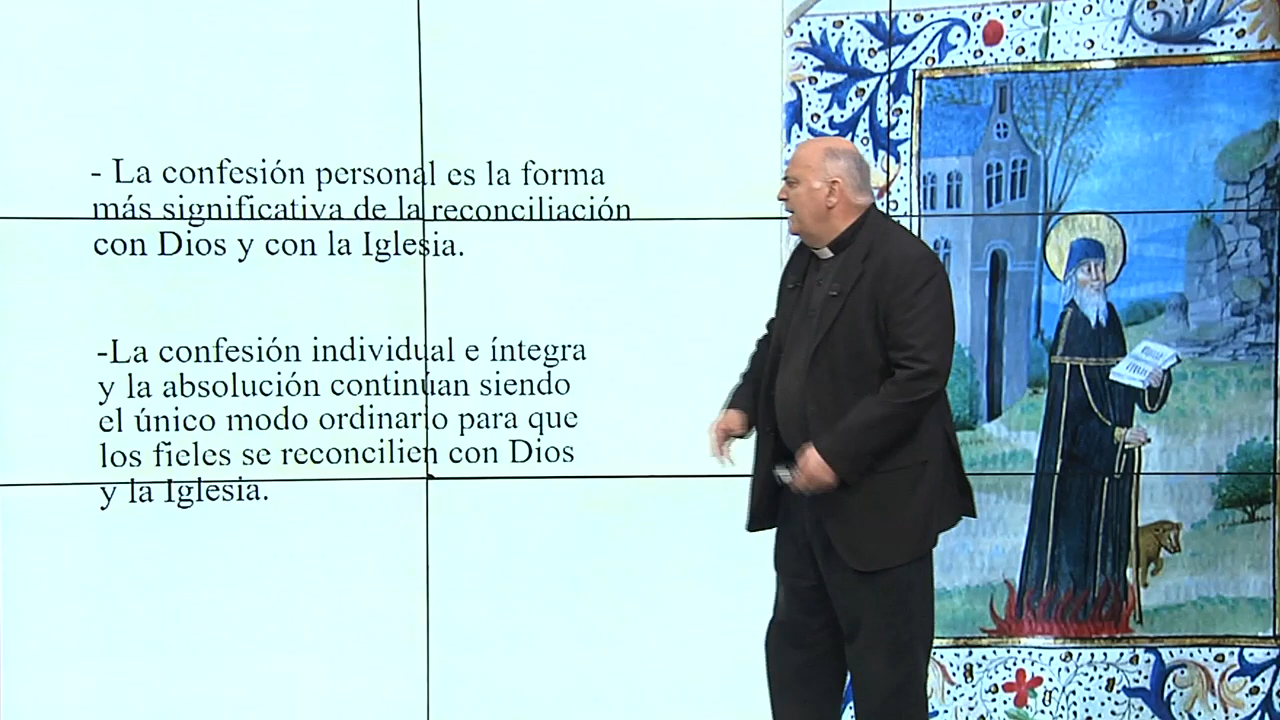 - La confesión personal es la forma
más significativa de la reconciliación
con Dios y con la Iglesia.
-La confesión individual e íntegra
y la absolución continúan siendo
el único modo ordinario para que
los fieles se reconcilien con Dios
y la Iglesia.